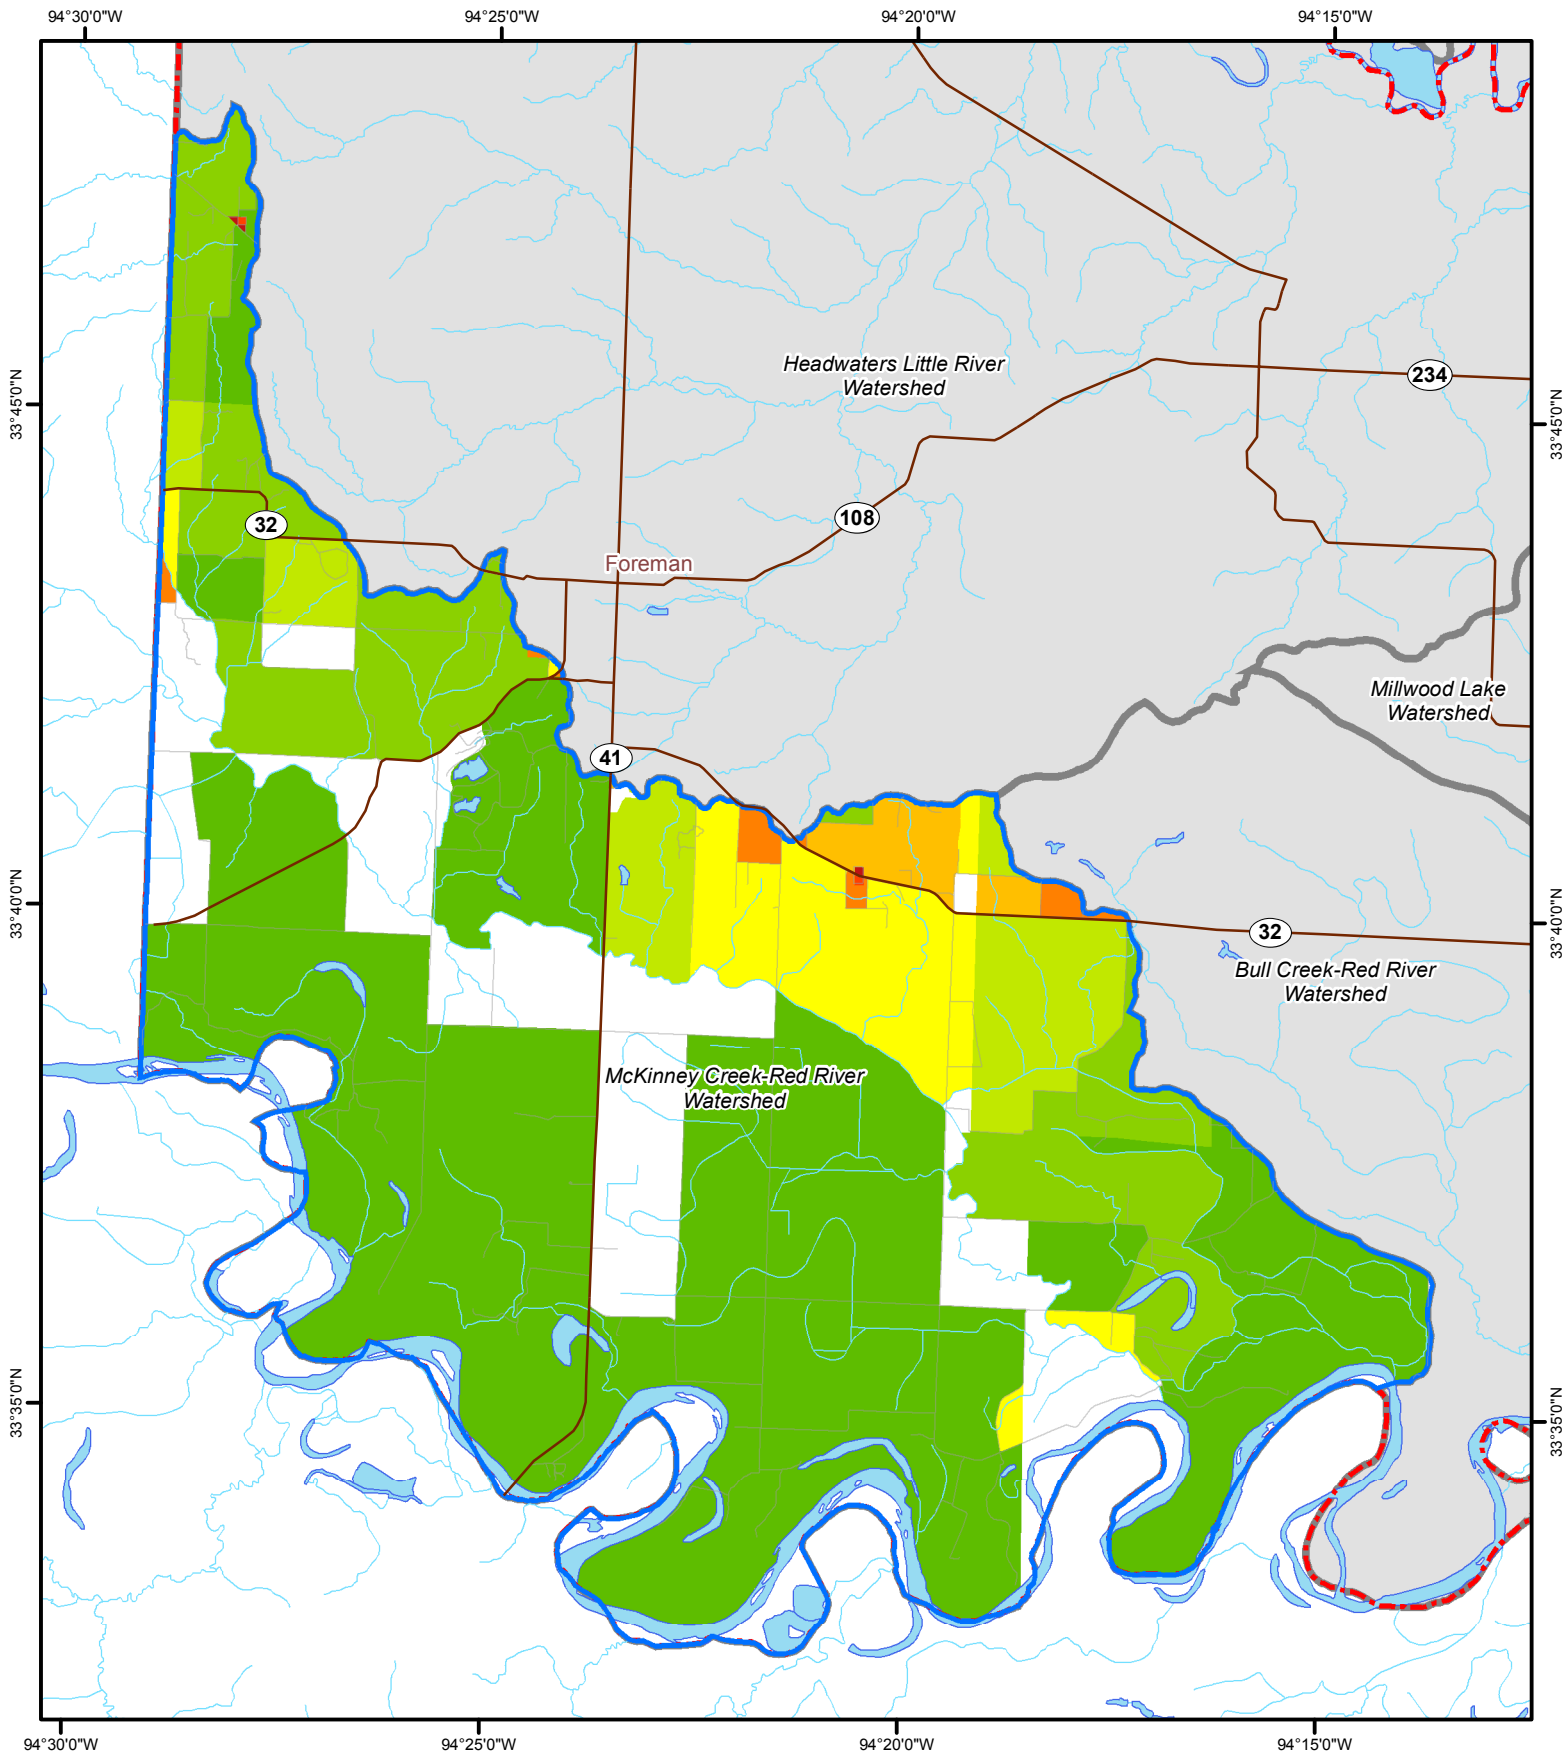 94°30'0"W
94°25'0"W
94°20'0"W
94°15'0"W
Headwaters Little River
Watershed
234
33°45'0"N
33°45'0"N
32
108
Foreman
Millwood Lake
Watershed
41
33°40'0"N
33°40'0"N
32
Bull Creek-Red River
Watershed
McKinney Creek-Red River
Watershed
33°35'0"N
33°35'0"N
94°30'0"W
94°25'0"W
94°20'0"W
94°15'0"W